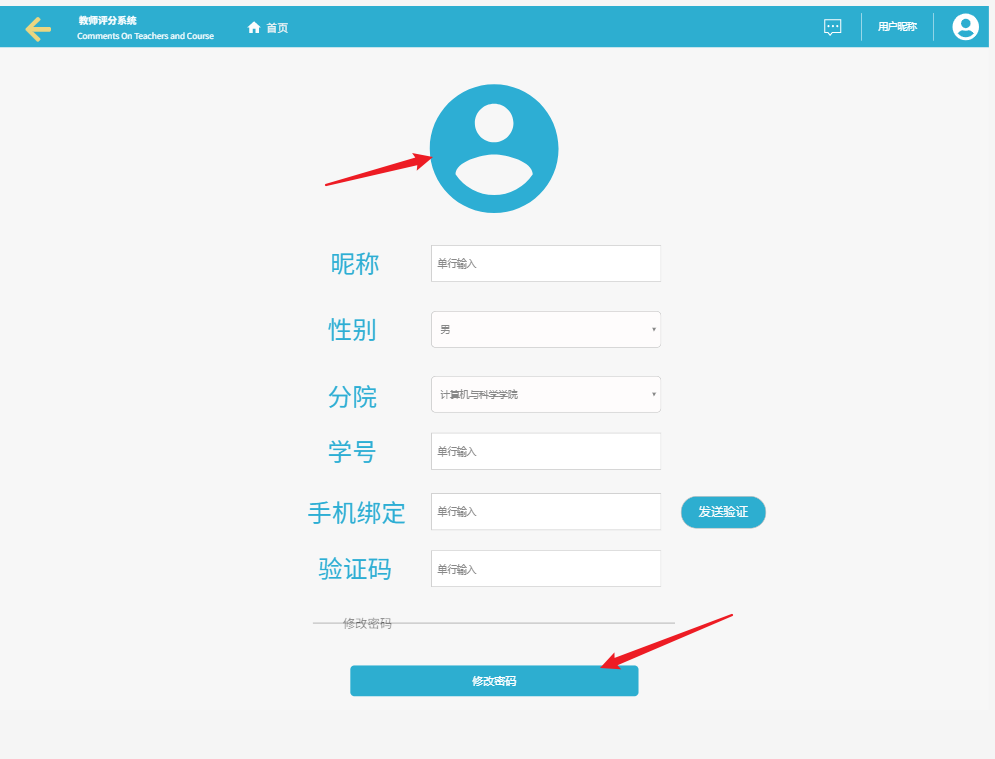 教师评分系统
Comments On Teachers and Course
首页
用户昵称
昵称
单行输入
性别
男
分院
计算机与科学学院
学号
单行输入
手机绑定
单行输入
发送验证
验证码
单行输入
修改密码
修改密码